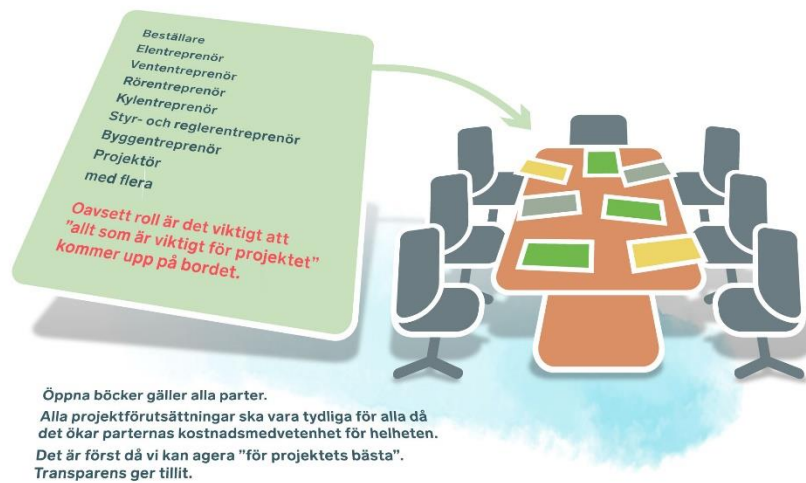 Beställare
Elentreprenör
Vententreprenör
Rörentreprenör
Kylentreprenör
Styr- och reglerentreprenör
Byggentreprenör
Projektör
med flera
Oavsett roll är det viktigt att
"allt som är viktigt för projektet"
kommer upp på bordet.
Öppna böcker gäller alla parter.
Alla projektförutsättningar ska vara tydliga för alla då
det ökar parternas kostnadsmedvetenhet för helheten.
Det är först då vi kan agera "för projektets bästa".
Transparens ger tillit.